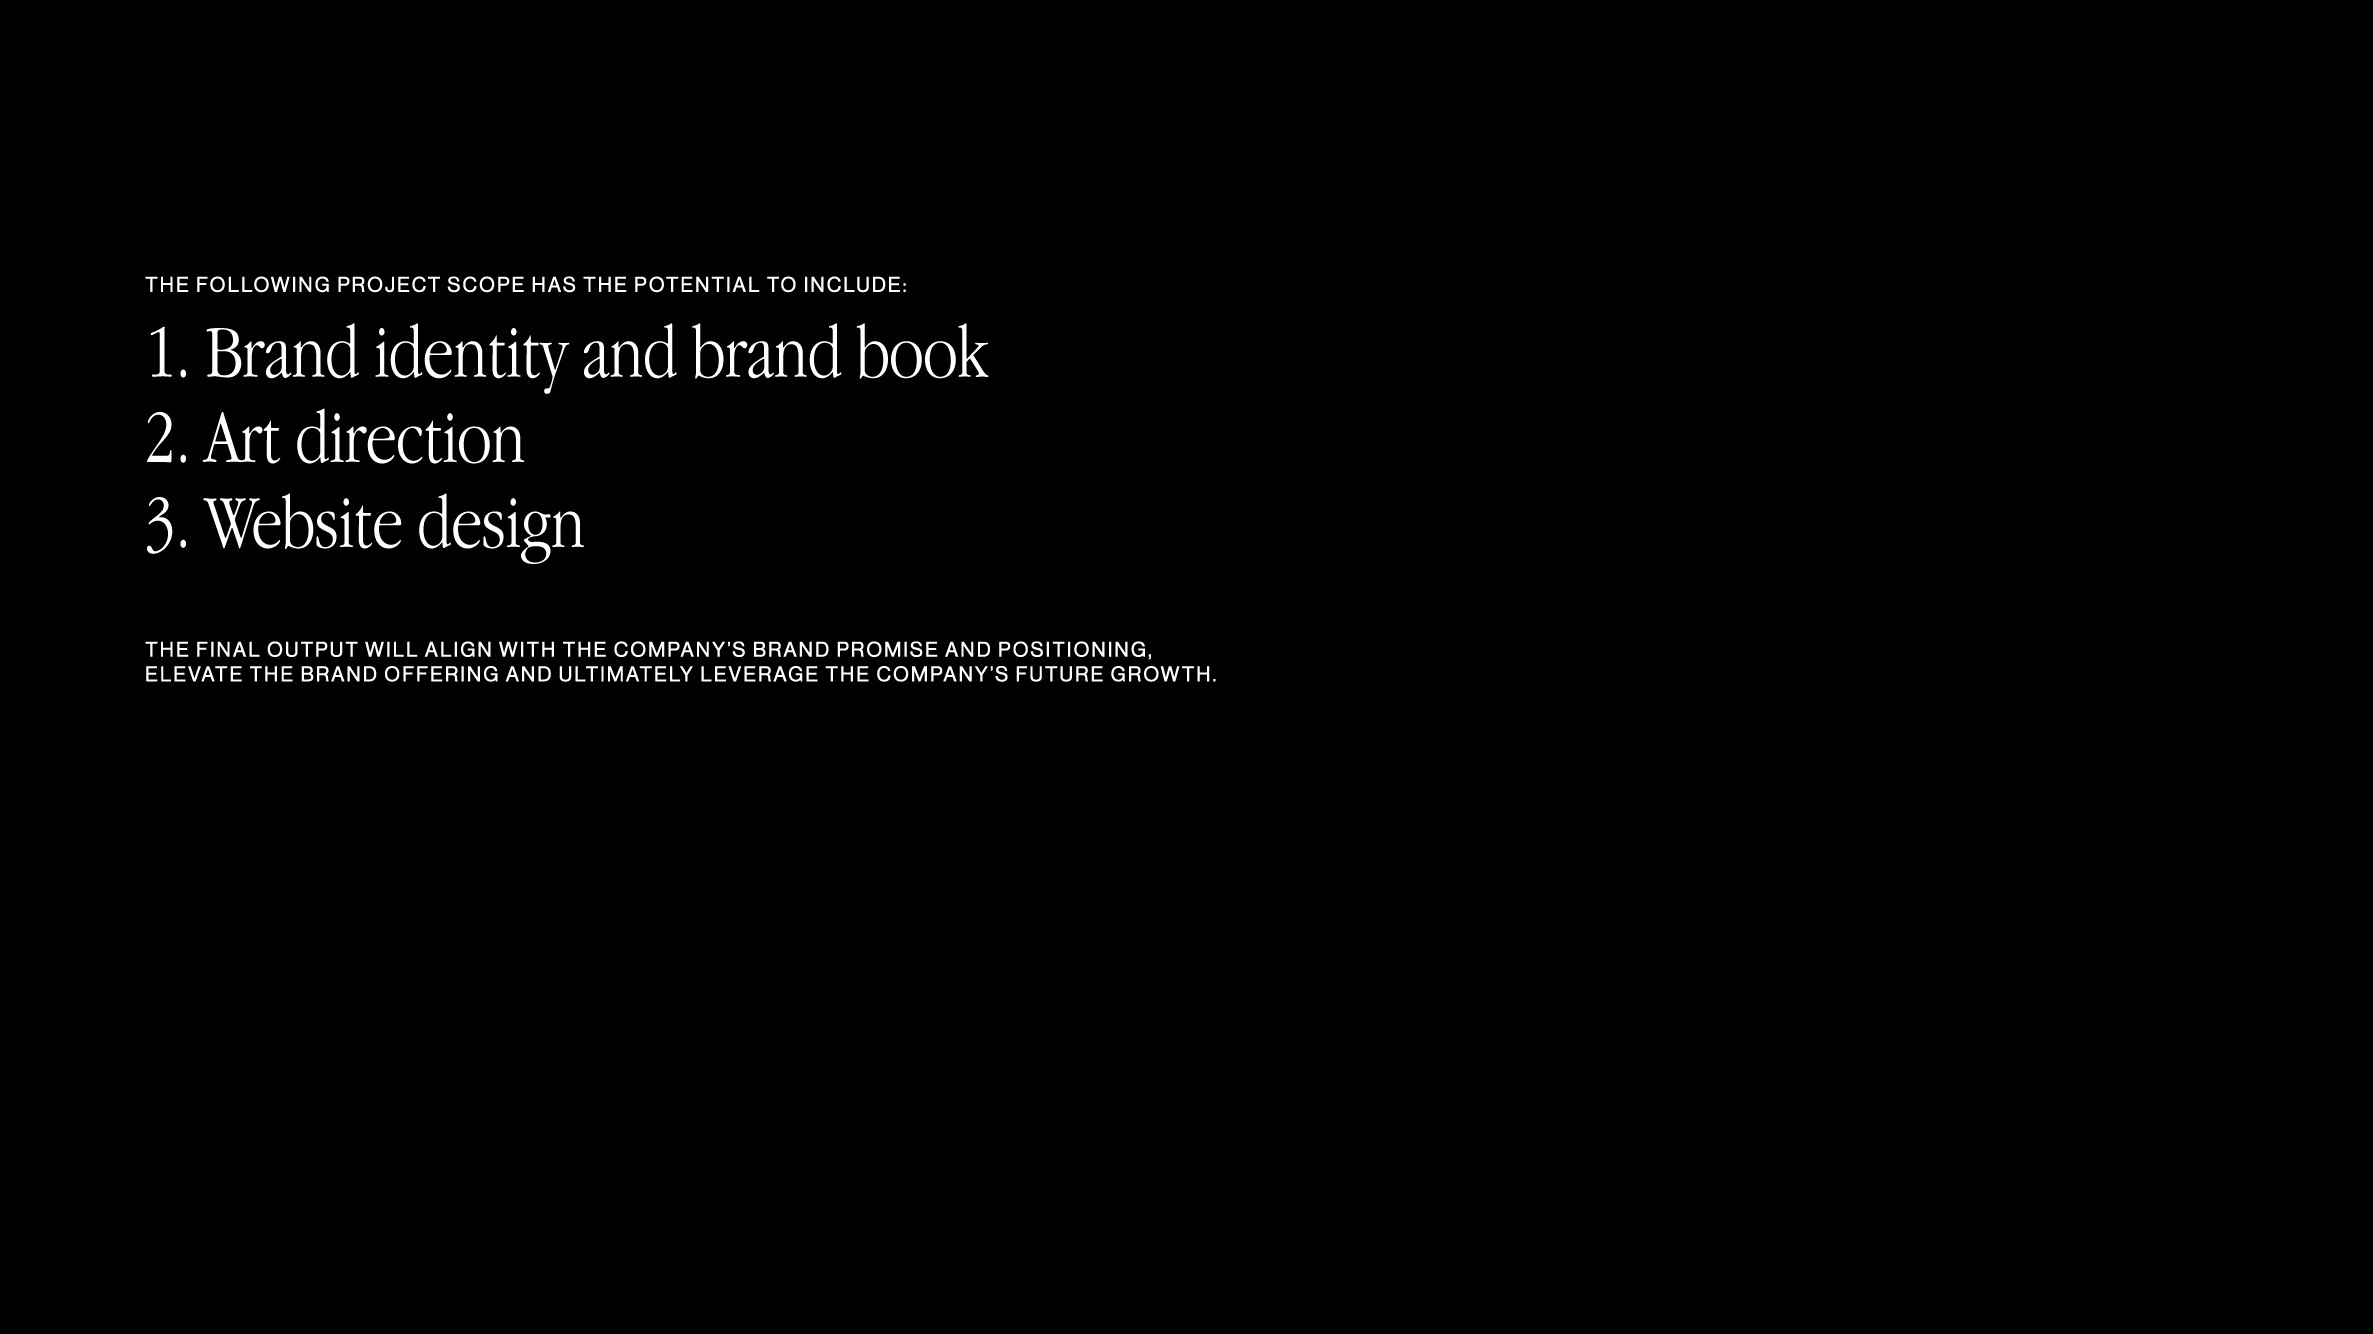 THE FOLLOWING PROJECT SCOPE HAS THE POTENTIAL TO INCLUDE:
1. Brand identity and brand book
2. Art direction
3. Website design
THE FINAL OUTPUT WILL ALIGN WITH THE COMPANY'S BRAND PROMISE AND POSITIONING,
ELEVATE THE BRAND OFFERING AND ULTIMATELY LEVERAGE THE COMPANY'S FUTURE GROWTH.